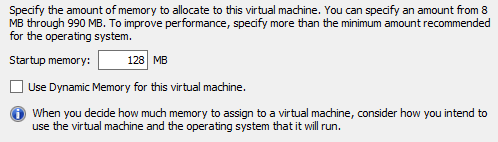 Specify the amount of memory to allocate to this virtual machine. You can specify an amount from 8
MB through 990 MB. To improve performance, specify more than the minimum amount recommended
for the operating system.
Startup memory: 128 MB
Use Dynamic Memory for this virtual machine.
When you decide how much memory to assign to a virtual machine, consider how you intend to
use the virtual machine and the operating system that it will run.